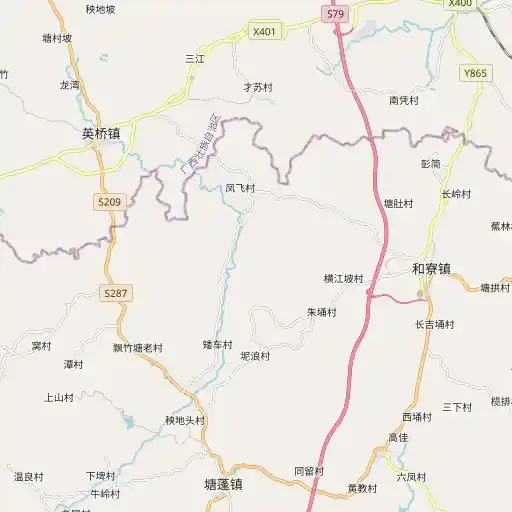 秧地坡
S79
X400
X401
塘村坡
三江
Y865
龙湾
竹
才苏村
南凭村
英桥镇
广西壮族自治区
彭简
凤飞村
长岭村
S209
塘肚村
蕉林
和寮镇
横江坡村
塘拱村
S287
朱埇村
长吉埇村
窝村
飘竹塘老村
矮车村
坭浪村
潭村
上山村
榄排
三下村
秧地头村
西埇村
高佳
温良村
下埤村
同留村
六凤村
塘蓬镇
黄教村
牛岭村